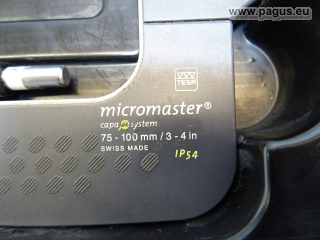 www.pagus.eu
TESA
micromaster®
capa µ system
75 - 100 mm / 3 - 4 in
SWISS MADE
IP54